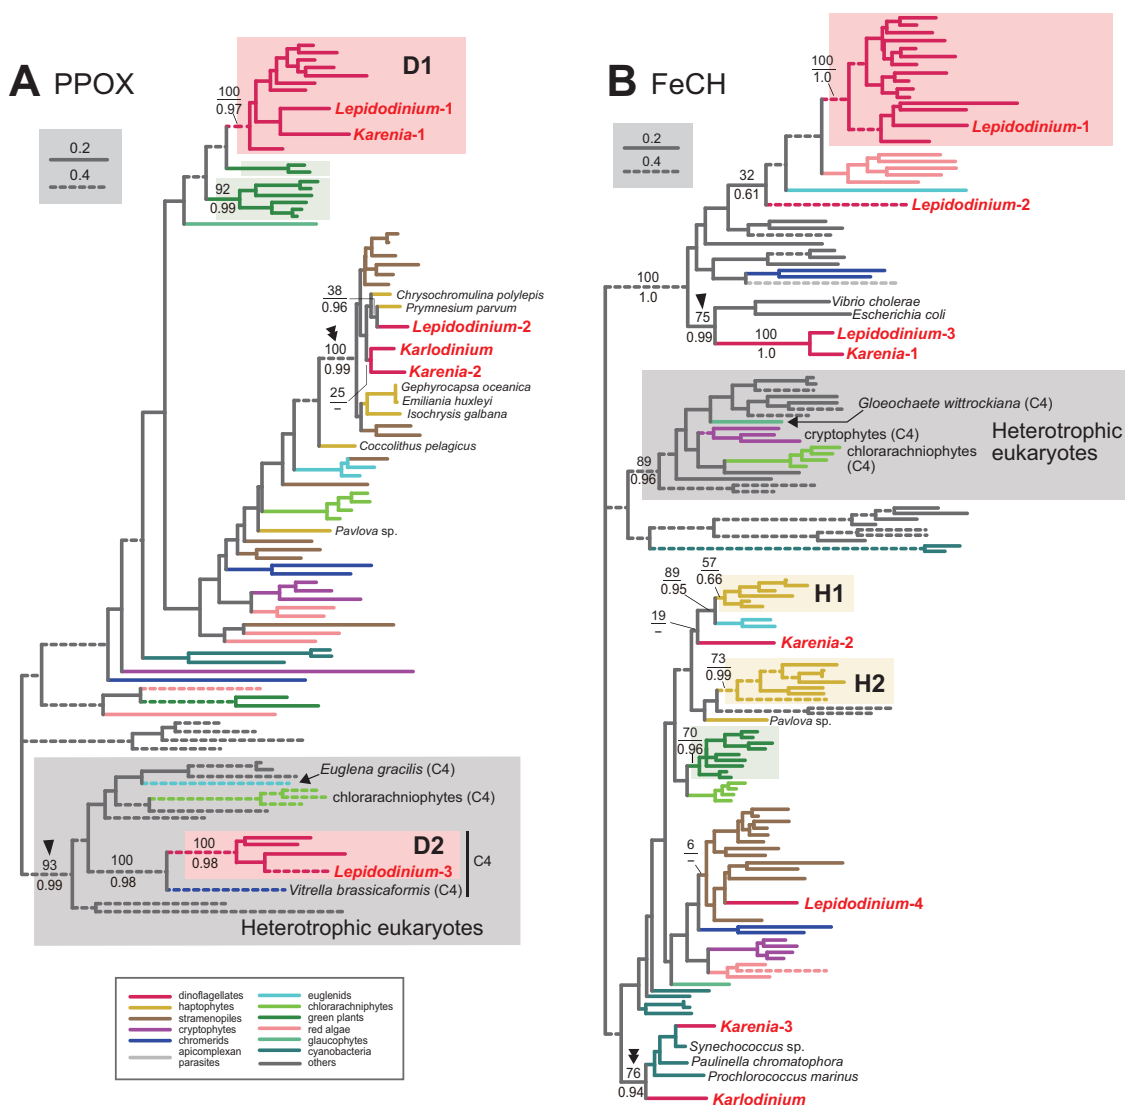 A PPOX
0.2
0.4
D1
100
0.97
Lepidodinium-1
Karenia-1
92
0.99
38
0.96
Chrysochromulina polylepis
Prymnesium parvum
Lepidodinium-2
100
0.99
Karlodinium
Karenia-2
25
–
Gephyrocapsa oceanica
Emiliania huxleyi
Isochrysis galbana
Coccolithus pelagicus
Pavlova sp.
Euglena gracilis (C4)
chlorarachniophytes (C4)
93
0.99
100
0.98
100
0.98
D2
Lepidodinium-3
C4
Vitrella brassicaformis (C4)
Heterotrophic eukaryotes
dinoflagellates
haptophytes
stramenopiles
cryptophytes
chromerids
apicomplexan
parasites
euglenids
chlorarachniphytes
green plants
red algae
glaucophytes
cyanobacteria
others
B FeCH
0.2
0.4
100
1.0
Lepidodinium-1
32
0.61
Lepidodinium-2
100
1.0
75
0.99
Vibrio cholerae
Escherichia coli
100
1.0
Lepidodinium-3
Karenia-1
Gloeochaete wittrockiana (C4)
cryptophytes (C4)
chlorarachniophytes
(C4)
Heterotrophic
eukaryotes
89
0.96
57
0.66
89
0.95
H1
19
–
Karenia-2
73
0.99
H2
Pavlova sp.
70
0.96
6
–
Lepidodinium-4
Karenia-3
Synechococcus sp.
Paulinella chromatophora
Prochlorococcus marinus
76
0.94
Karlodinium